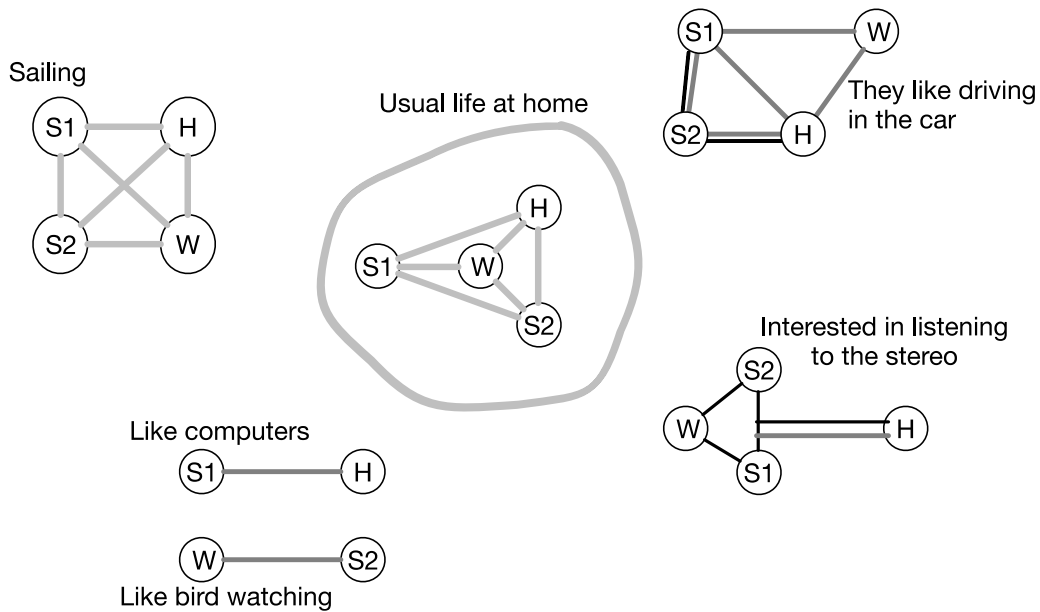 Sailing
S1
H
S2
W
Usual life at home
H
S1
W
S2
S1
W
They like driving
in the car
S2
H
Interested in listening
to the stereo
S2
W
H
S1
Like computers
S1
H
W
S2
Like bird watching